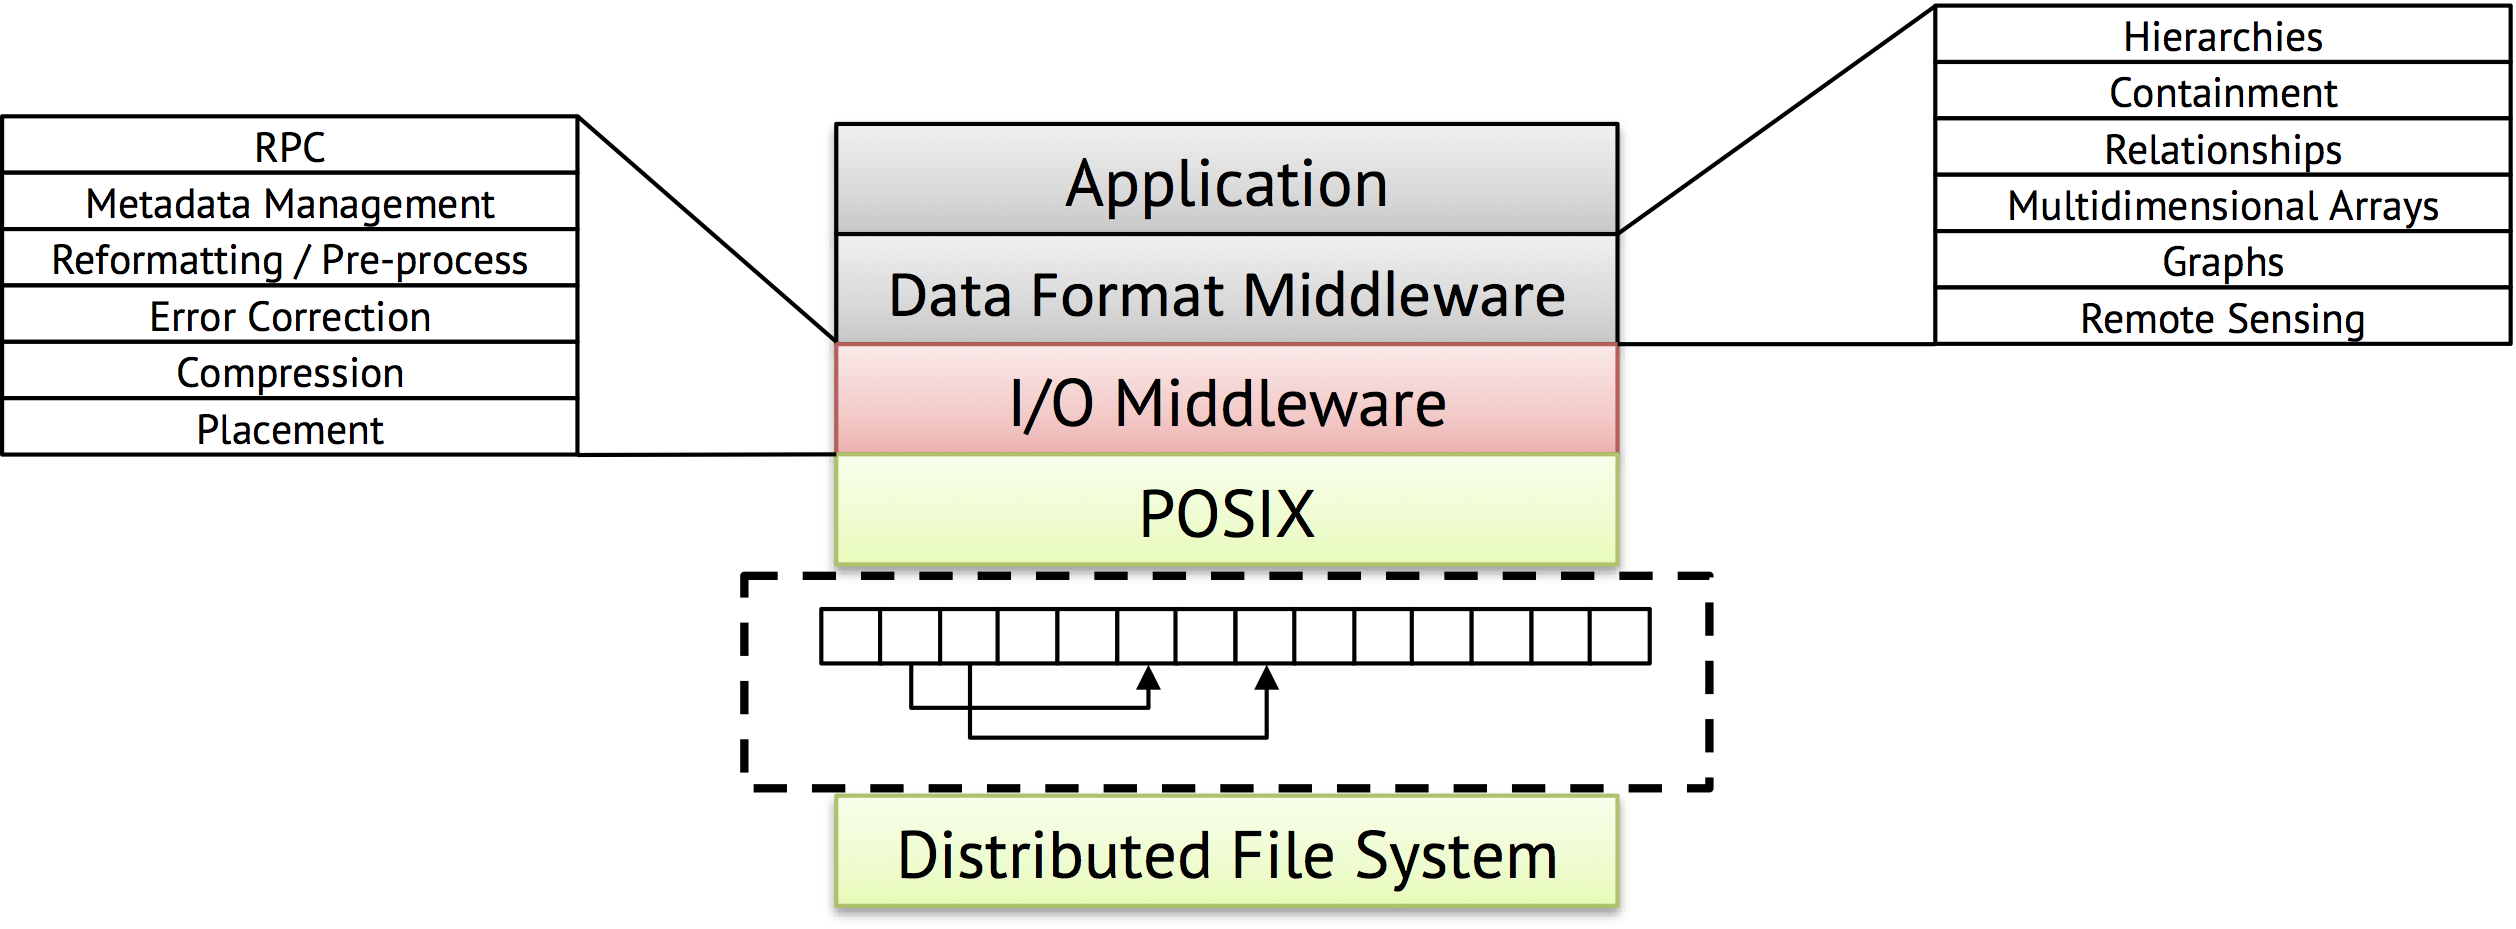 RPC
Metadata Management
Reformatting / Pre-process
Error Correction
Compression
Placement
Application
Data Format Middleware
I/O Middleware
POSIX
Distributed File System
Hierarchies
Containment
Relationships
Multidimensional Arrays
Graphs
Remote Sensing